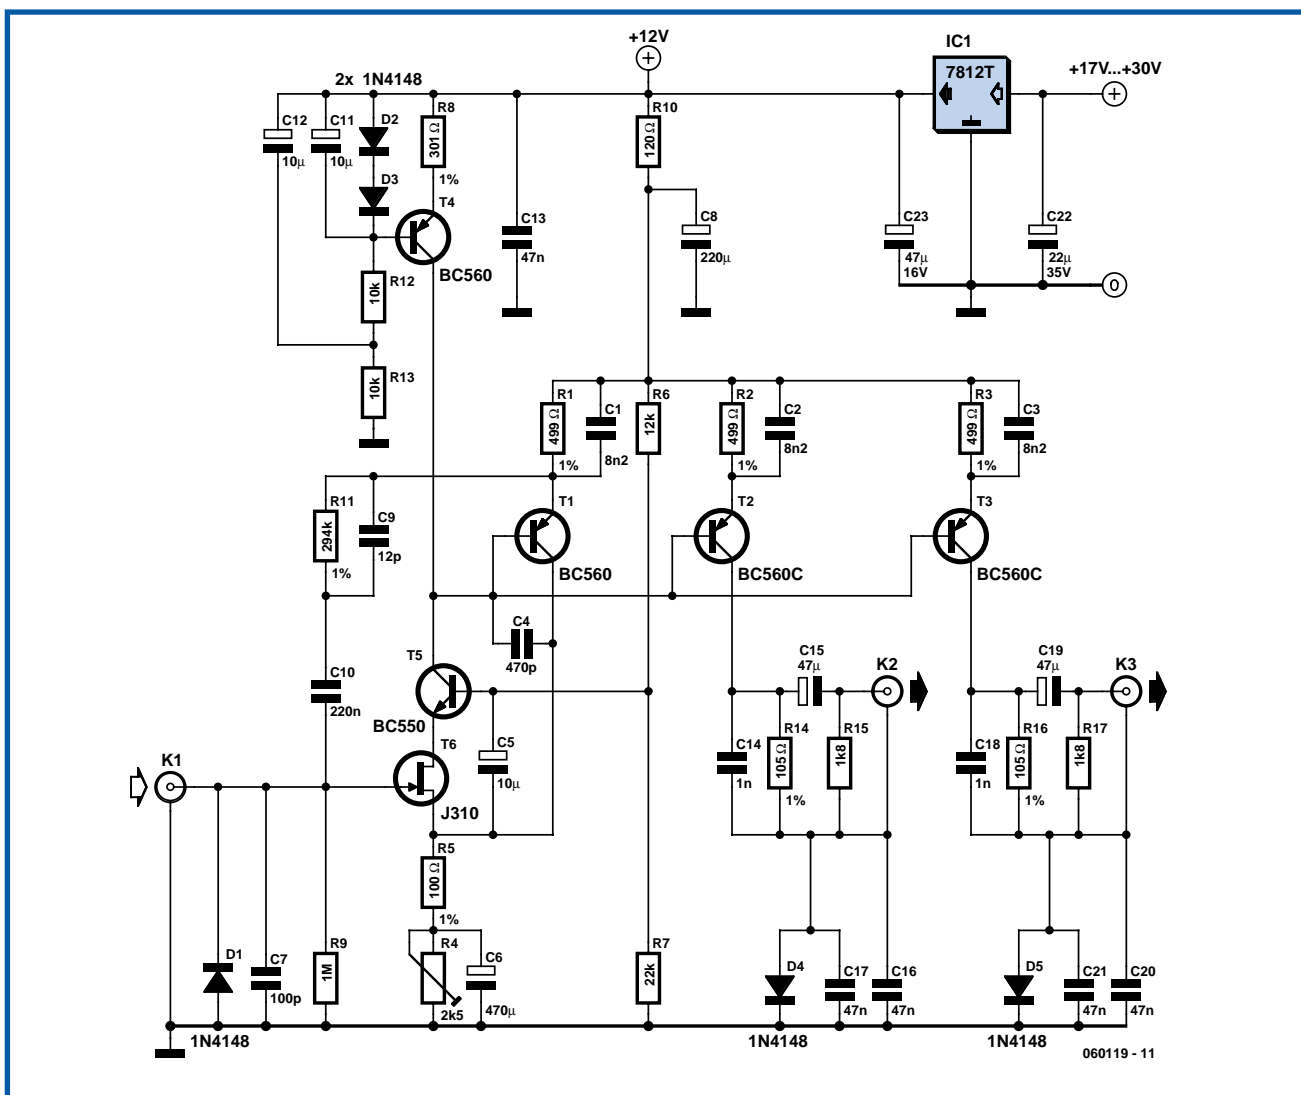 +12V
IC1
7812T
+17V...+30V
2x 1N4148
C12
10µ
C11
10µ
D2
D3
R8
301 Ω
1%
T4
BC560
C13
47n
R10
120 Ω
C8
220µ
C23
47µ
16V
C22
22µ
35V
0
R12
10k
R13
10k
R1
499 Ω
1%
C1
8n2
R6
12k
R2
499 Ω
1%
C2
8n2
R3
499 Ω
1%
C3
8n2
R11
294k
1%
C9
12p
T1
BC560
T2
BC560C
T3
BC560C
C4
470p
T5
BC550
C10
220n
T6
J310
C5
10µ
K1
C15
47µ
K2
C14
1n
R14
105 Ω
1%
R15
1k8
C19
47µ
K3
C18
1n
R16
105 Ω
1%
R17
1k8
R5
100 Ω
1%
D1
1N4148
C7
100p
R9
1M
R4
2k5
C6
470µ
R7
22k
D4
1N4148
C17
47n
C16
47n
D5
1N4148
C21
47n
C20
47n
060119 - 11